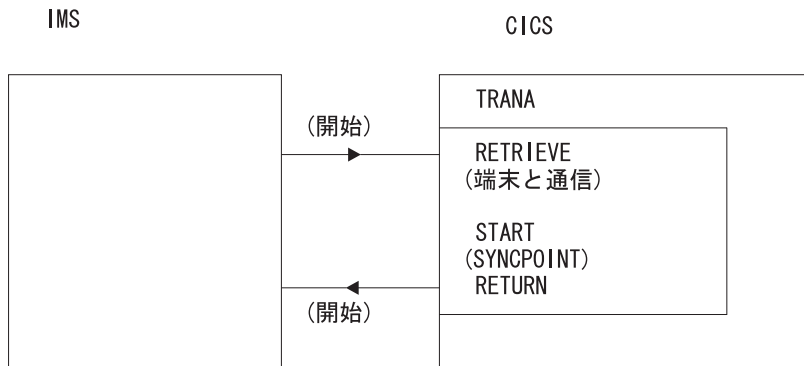 IMS
CICS
TRANA
(開始)
RETRIEVE
(端末と通信)
START
(SYNCPOINT)
RETURN
(開始)